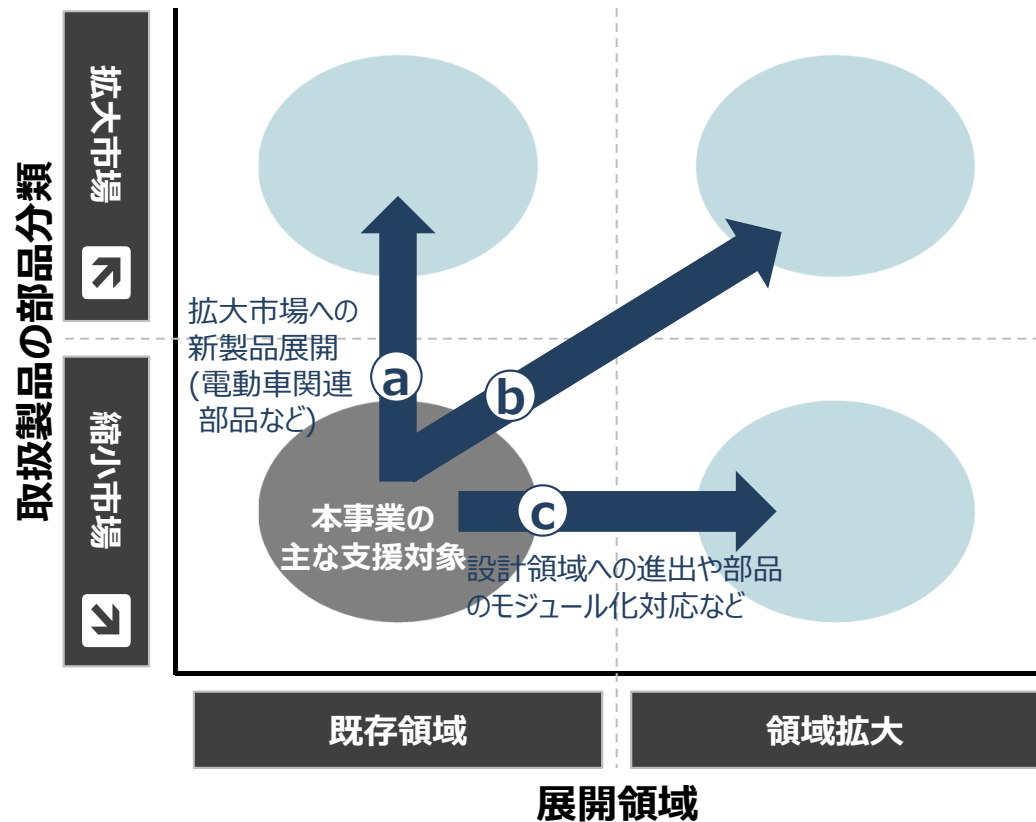 取扱製品の部品分類
拡大市場
縮小市場
拡大市場への
新製品展開
(電動車関連
部品など)
a
b
c
本事業の
主な支援対象
設計領域への進出や部品
のモジュール化対応など
既存領域
領域拡大
展開領域